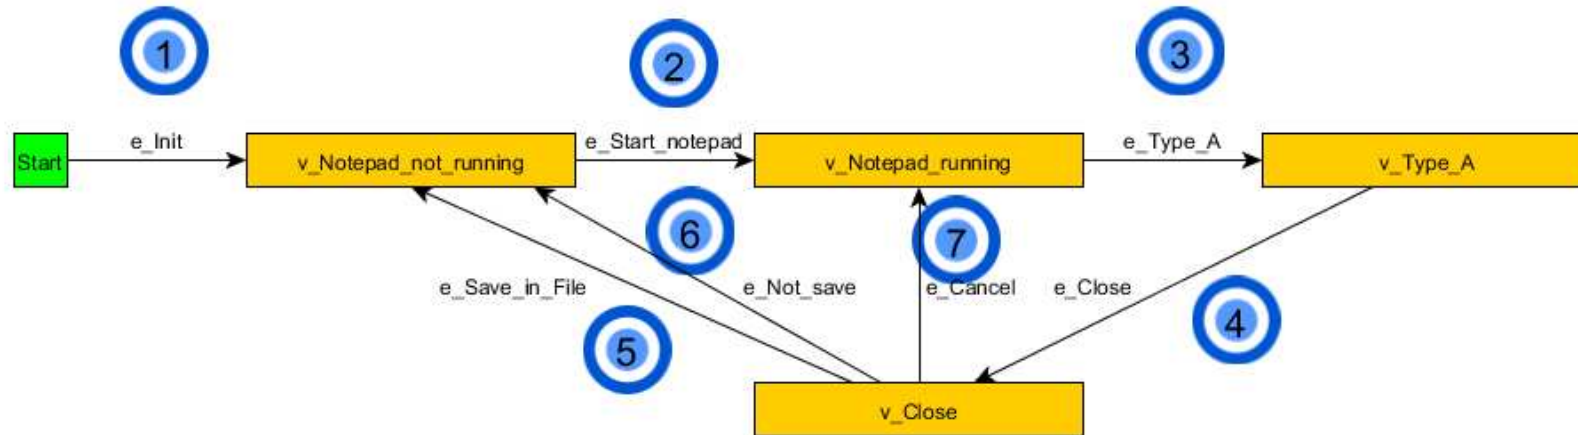 1
2
3
e_Init
e_Start_notepad
e_Type_A
Start
v_Notepad_not_running
v_Notepad_running
v_Type_A
6
7
e_Save_in_File
e_Not_save
e_Cancel
e_Close
5
4
v_Close